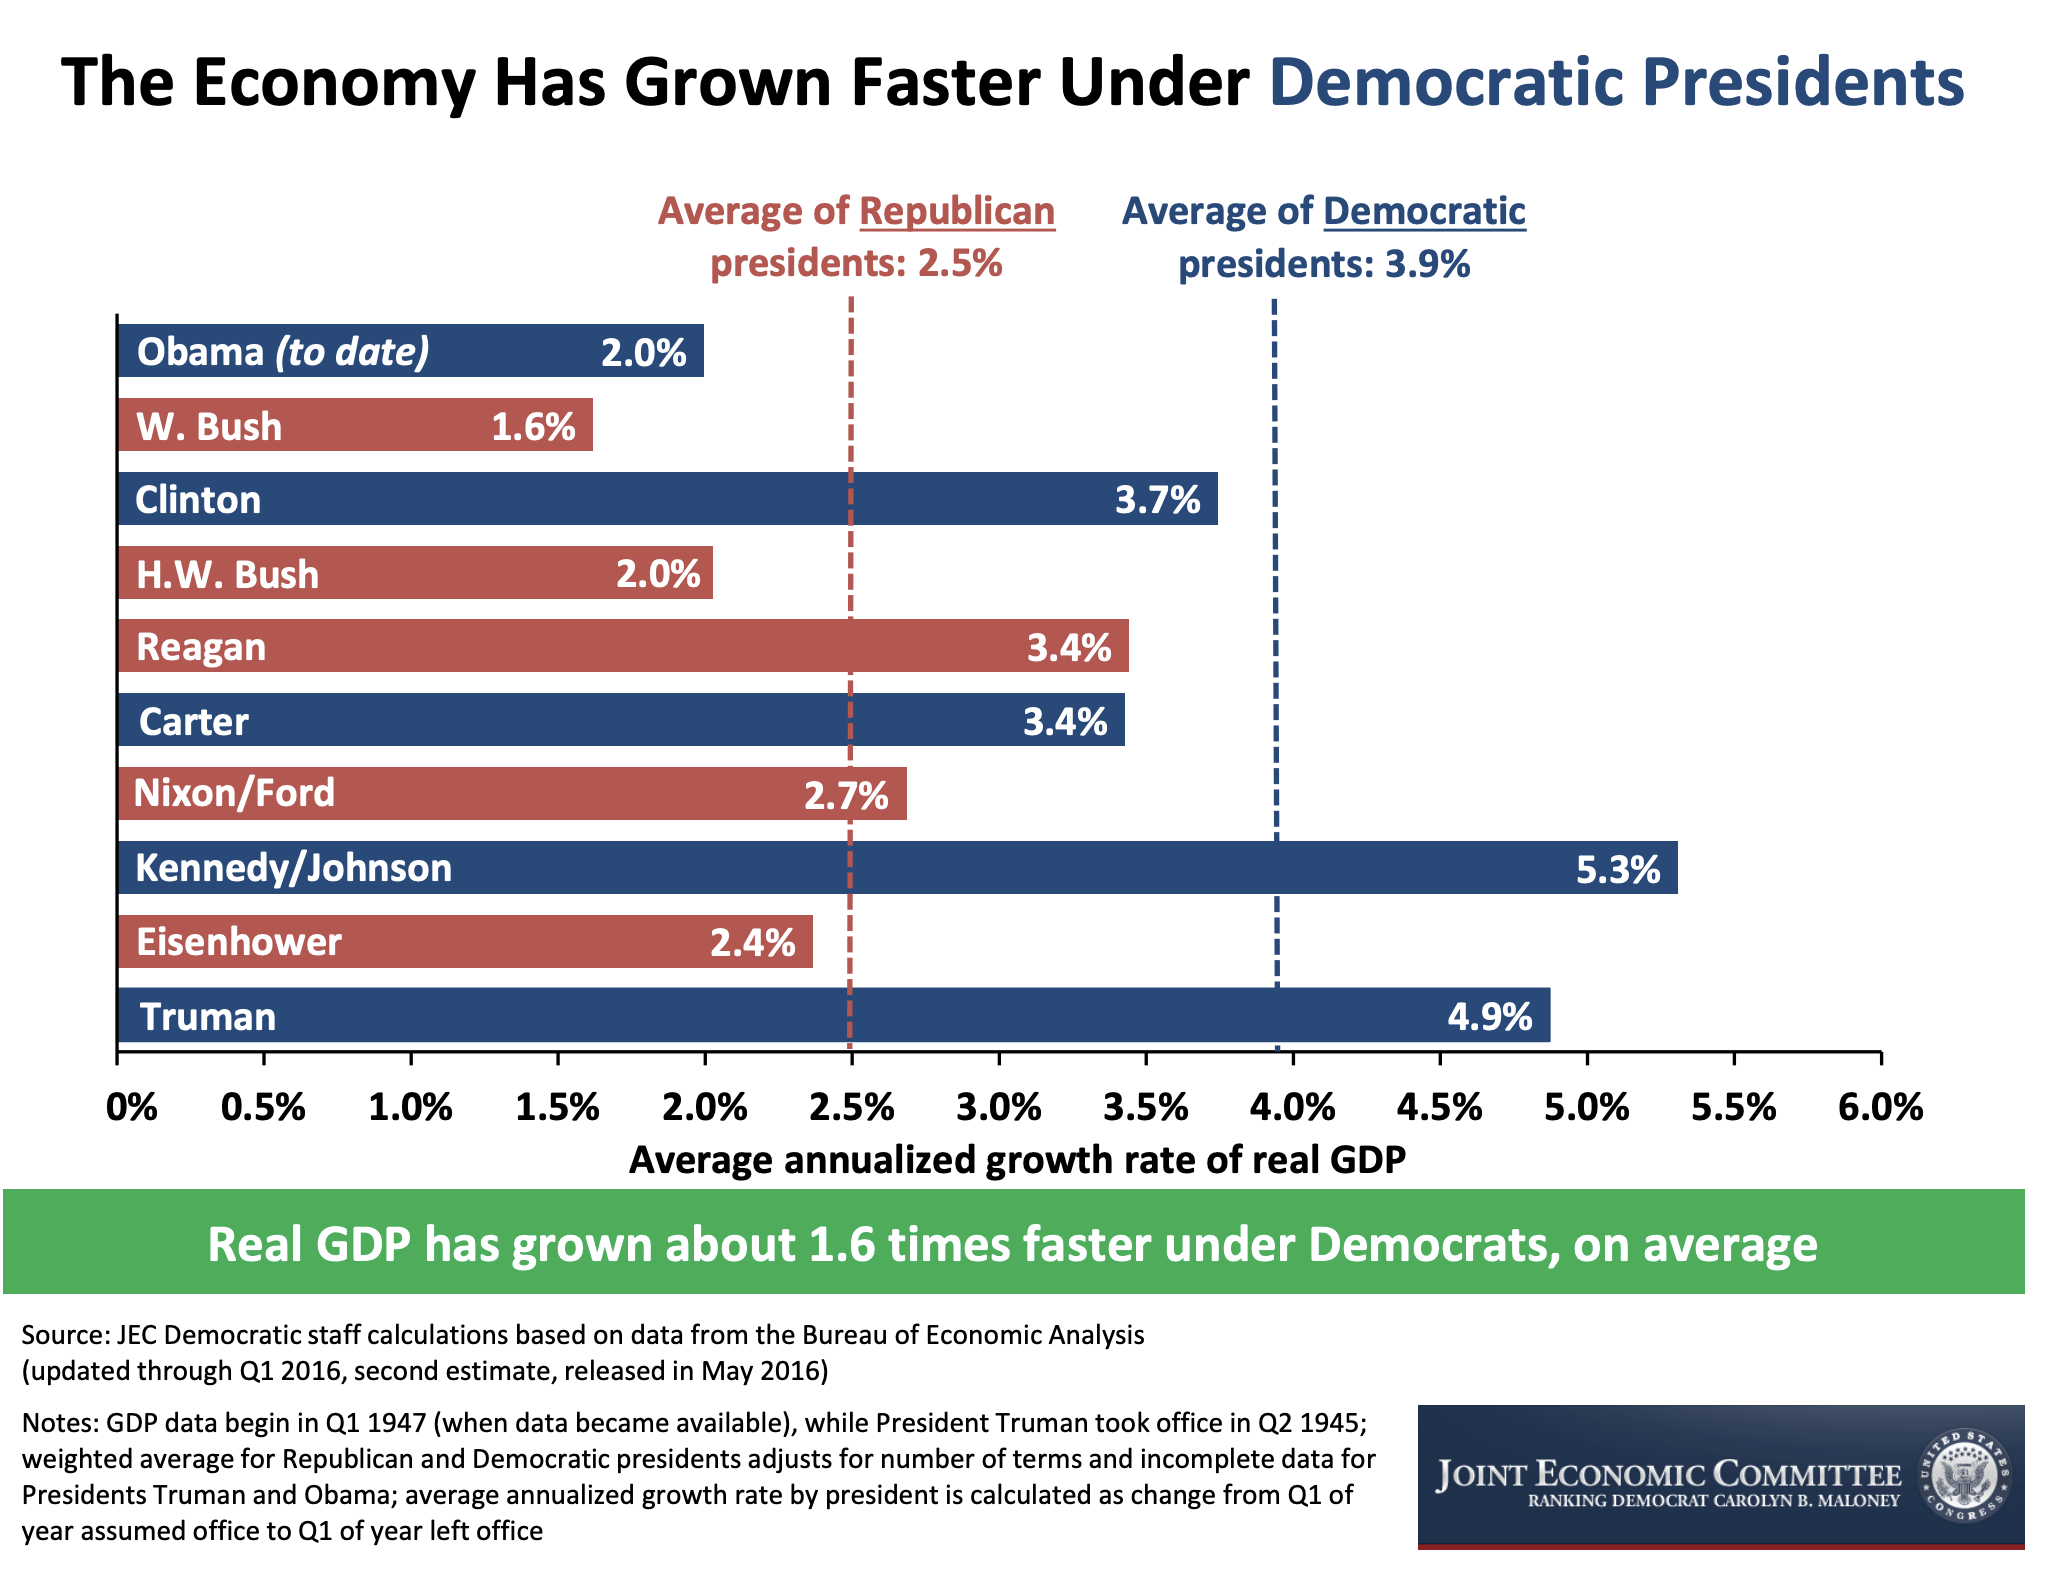 The Economy Has Grown Faster Under Democratic Presidents
Average of Republican
presidents: 2.5%
Average of Democratic
presidents: 3.9%
Obama (to date) 2.0%
W. Bush 1.6%
Clinton 3.7%
H.W. Bush 2.0%
Reagan 3.4%
Carter 3.4%
Nixon/Ford 2.7%
Kennedy/Johnson 5.3%
Eisenhower 2.4%
Truman 4.9%
0% 0.5% 1.0% 1.5% 2.0% 2.5% 3.0% 3.5% 4.0% 4.5% 5.0% 5.5% 6.0%
Average annualized growth rate of real GDP
Real GDP has grown about 1.6 times faster under Democrats, on average
Source: JEC Democratic staff calculations based on data from the Bureau of Economic Analysis
(updated through Q1 2016, second estimate, released in May 2016)
Notes: GDP data begin in Q1 1947 (when data became available), while President Truman took office in Q2 1945;
weighted average for Republican and Democratic presidents adjusts for number of terms and incomplete data for
Presidents Truman and Obama; average annualized growth rate by president is calculated as change from Q1 of
year assumed office to Q1 of year left office
JOINT ECONOMIC COMMITTEE
RANKING DEMOCRAT CAROLYN B. MALONEY
UNITED STATES
CONGRESS